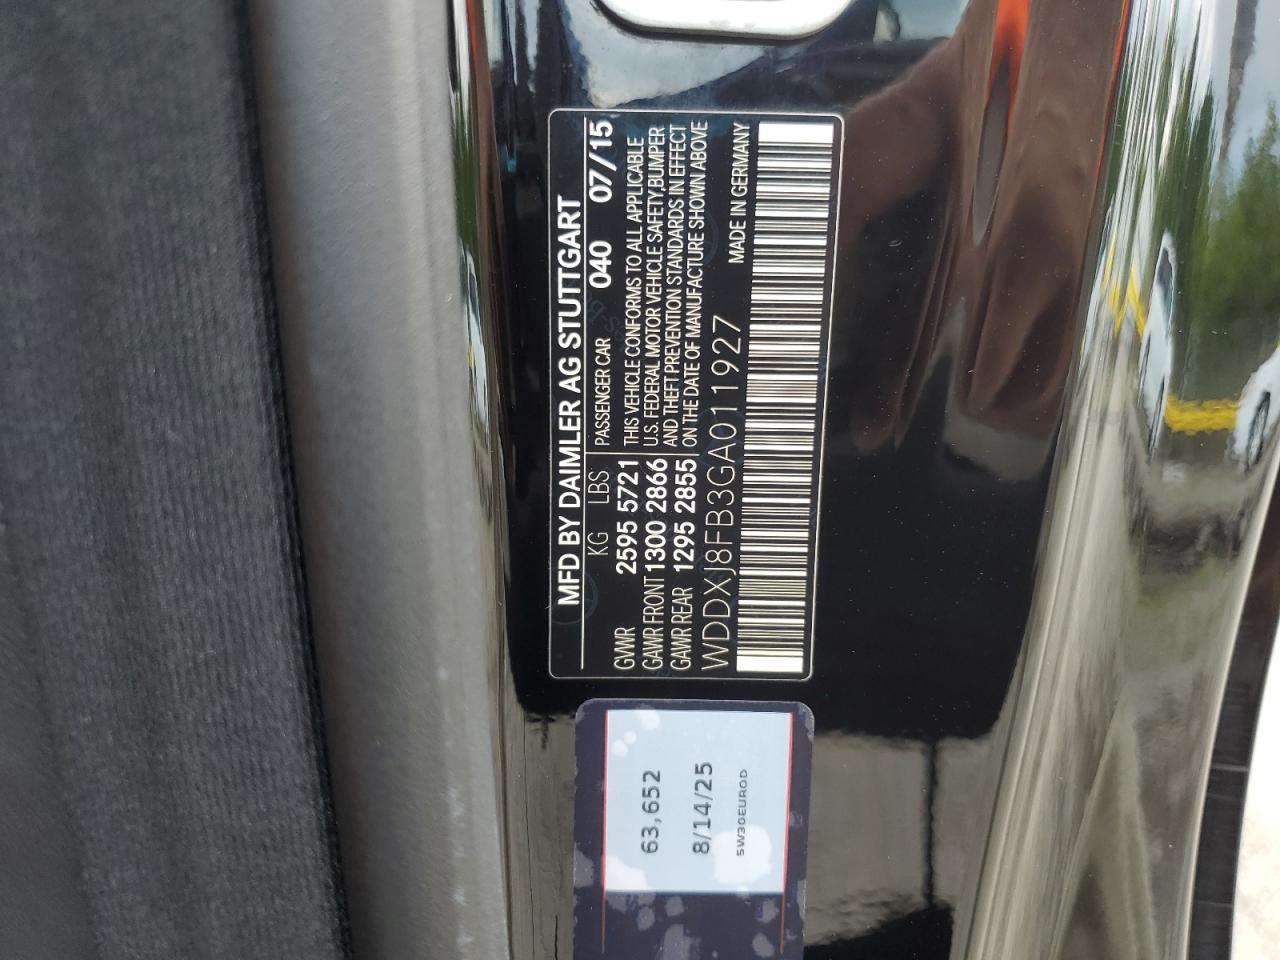 MFD BY DAIMLER AG STUTTGART
KG LBS PASSENGER CAR 040 07/15
GVWR 2595 5721 THIS VEHICLE CONFORMS TO ALL APPLICABLE
GAWR FRONT 1300 2866 U.S. FEDERAL MOTOR VEHICLE SAFETY,BUMPER
GAWR REAR 1295 2855 AND THEFT PREVENTION STANDARDS IN EFFECT
ON THE DATE OF MANUFACTURE SHOWN ABOVE
WDDXJ8FB3GA011927 MADE IN GERMANY
63,652
8/14/25
5W30EUROD